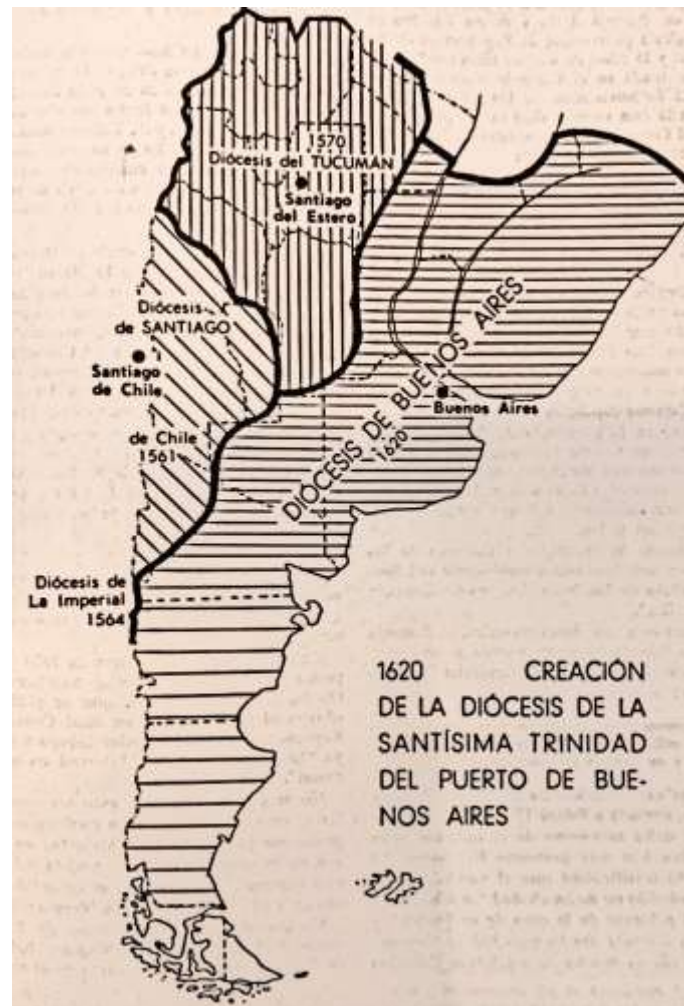 1570
Diócesis del TUCUMÁN
Santiago
del Estero
Diócesis
de SANTIAGO
Santiago
de Chile
de Chile
1561
DIOCESIS DE BUENOS AIRES
1620
Buenos Aires
Diócesis de
La Imperial
1564
1620 CREACIÓN
DE LA DIÓCESIS DE LA
SANTÍSIMA TRINIDAD
DEL PUERTO DE BUE-
NOS AIRES